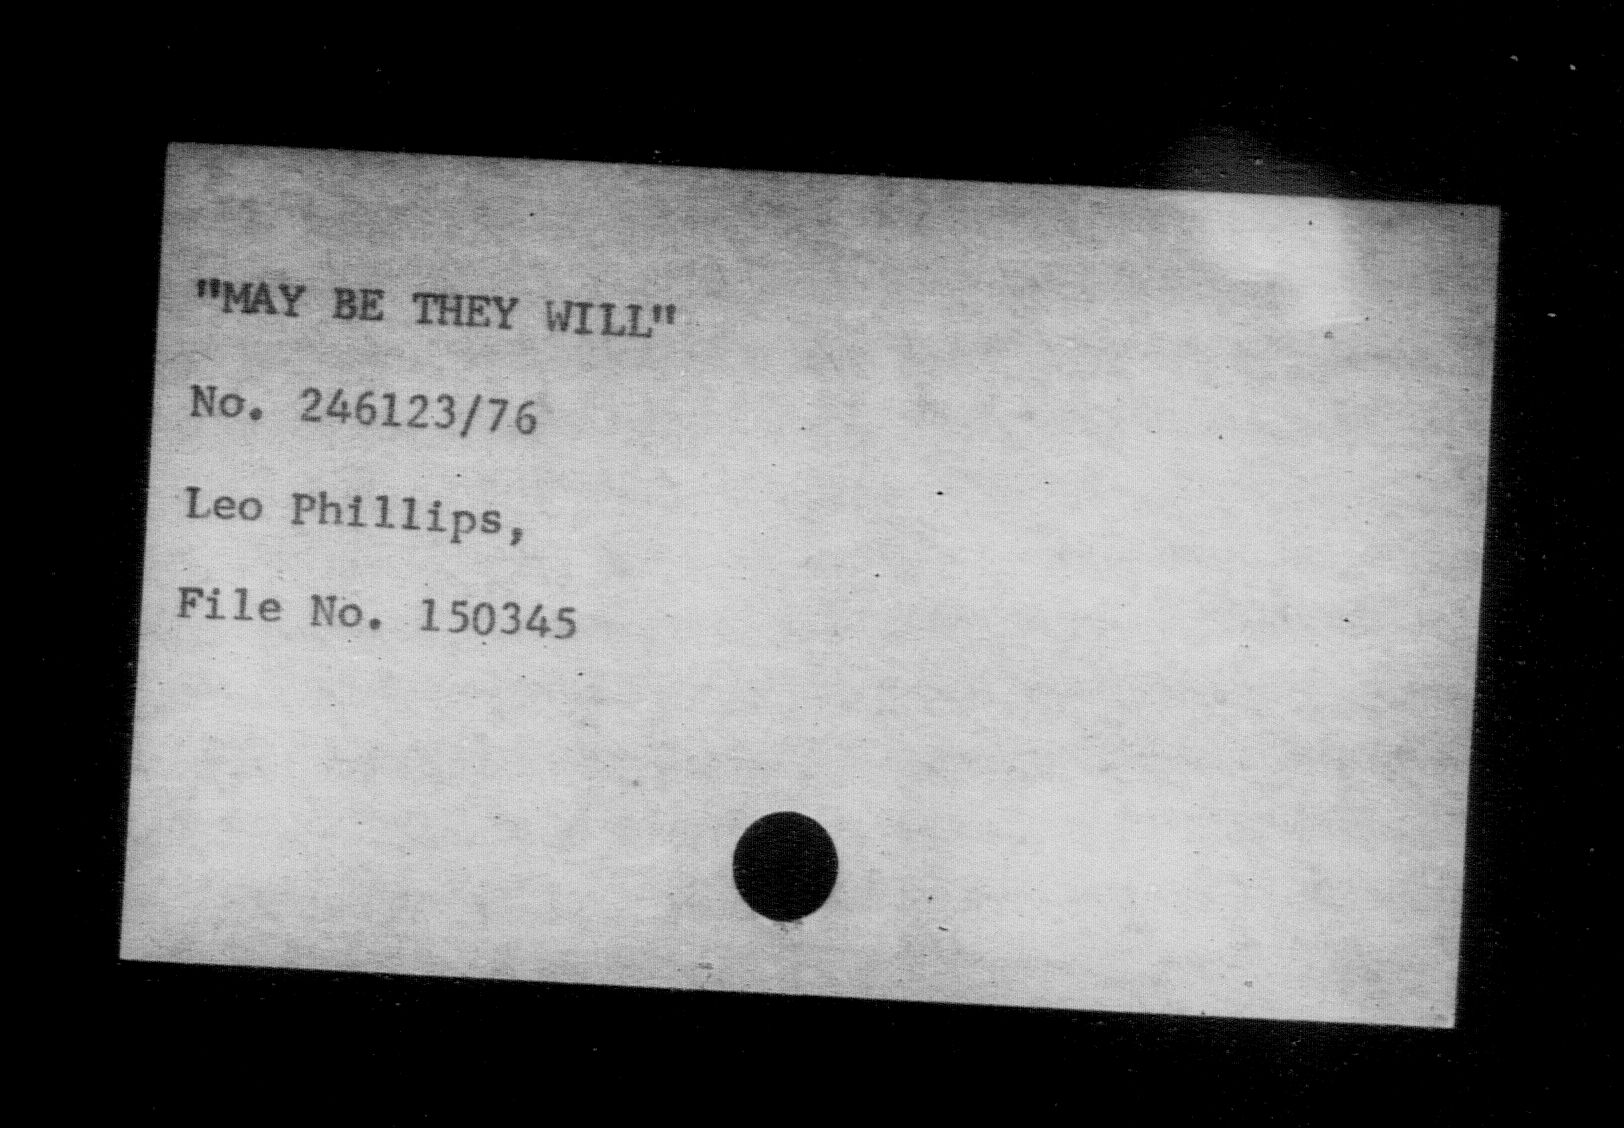 "MAY BE THEY WILL"
No. 246123/76
Leo Phillips,
File No. 150345